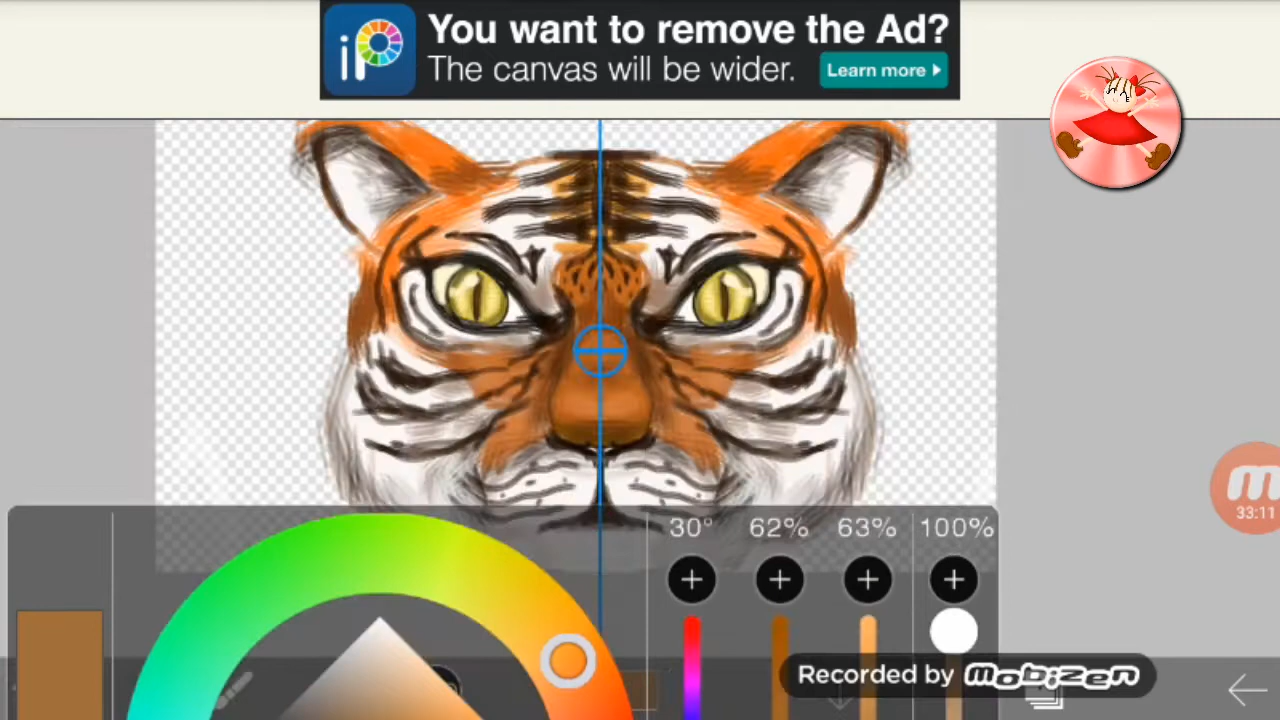 iP
You want to remove the Ad?
The canvas will be wider.
Learn more
33:11
30° 62% 63% 100%
Recorded by mobizen